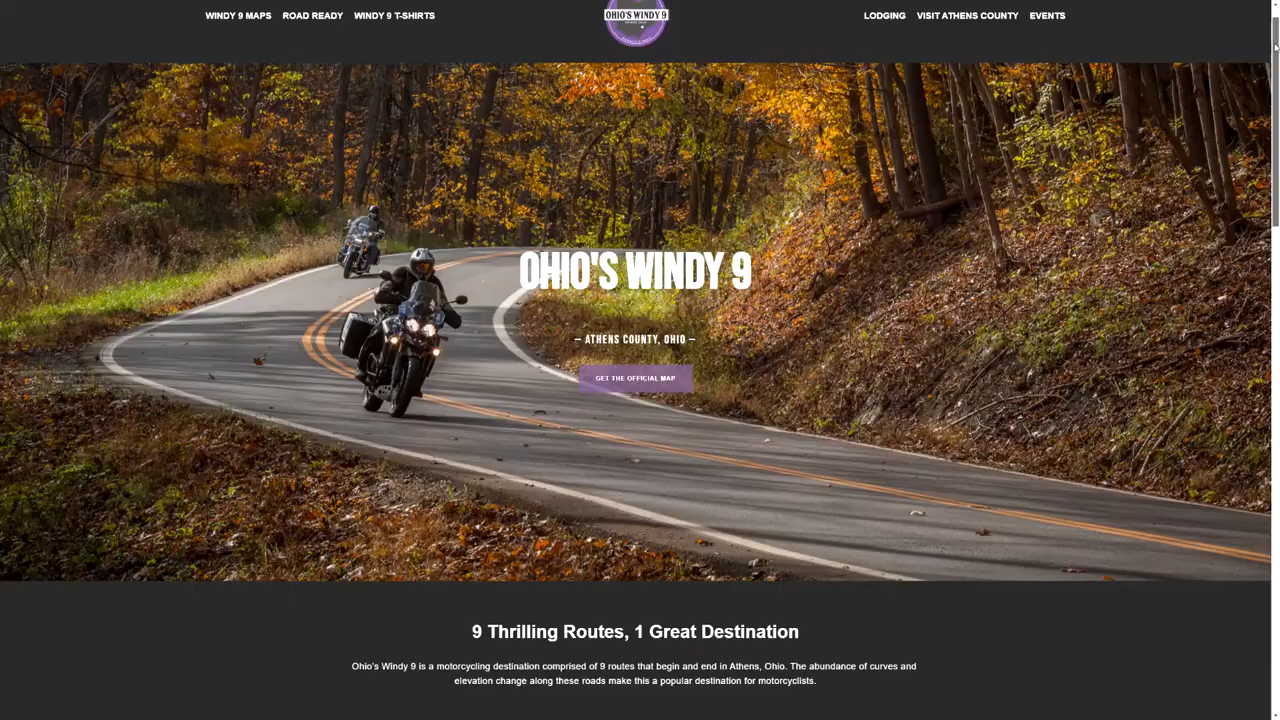 WINDY 9 MAPS ROAD READY WINDY 9 T-SHIRTS
OHIO'S WINDY 9
LODGING VISIT ATHENS COUNTY EVENTS
OHIO'S WINDY 9
— ATHENS COUNTY, OHIO —
GET THE OFFICIAL MAP
9 Thrilling Routes, 1 Great Destination
Ohio's Windy 9 is a motorcycling destination comprised of 9 routes that begin and end in Athens, Ohio. The abundance of curves and
elevation change along these roads make this a popular destination for motorcyclists.